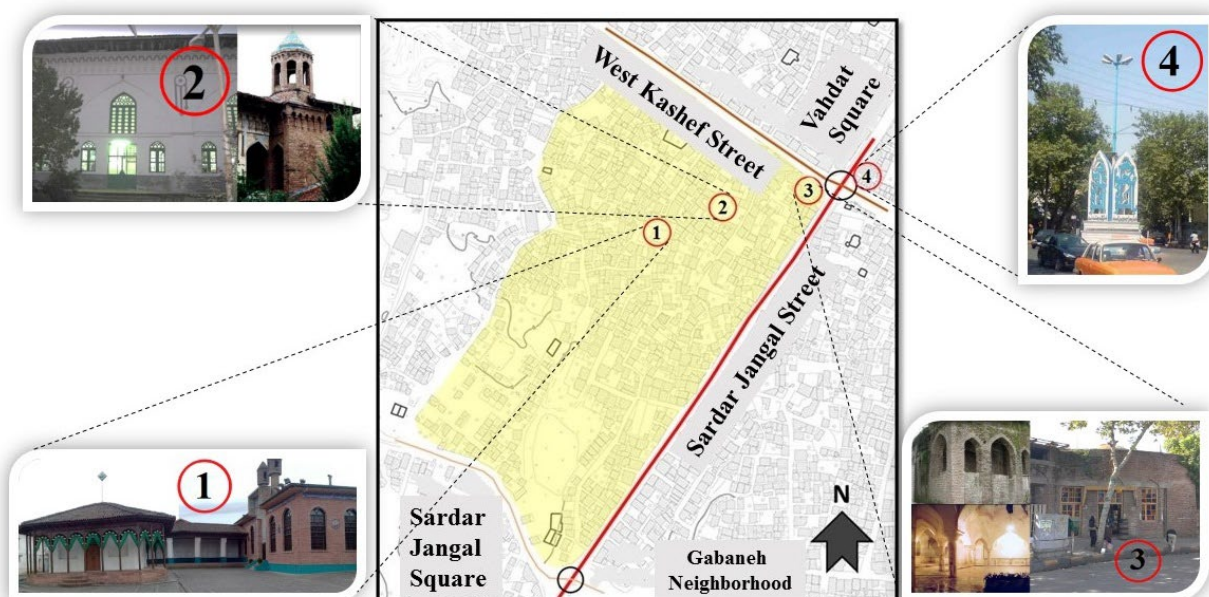 2
4
West Kashef Street
Vahdat
Square
4
3
2
1
Sardar Jangal Street
1
N
Sardar
Jangal
Square
Gabaneh
Neighborhood
3